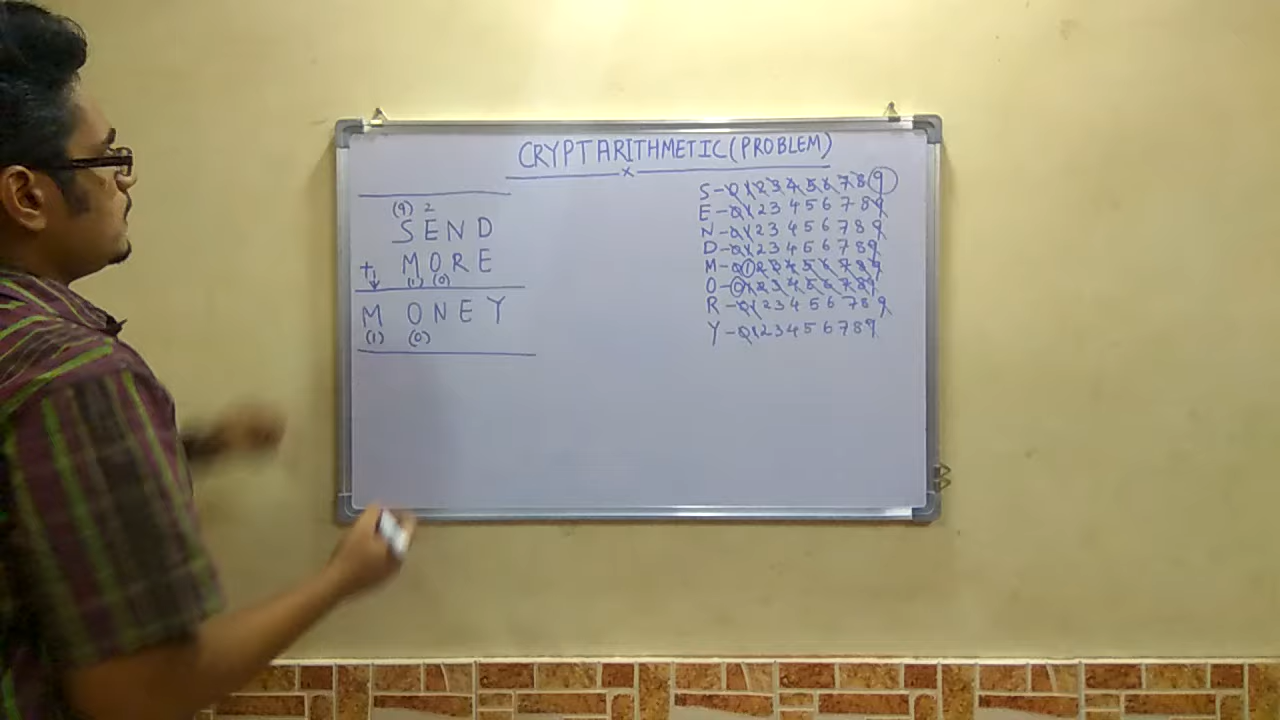 CRYPTARITHMETIC (PROBLEM)
x
(9) 2
SEND
+ MORE
(1) (0)
MONEY
(1) (0)
S-0123456789
E-0123456789
N-0123456789
D-0123456789
M-0123456789
O-0123456789
R-0123456789
Y-0123456789